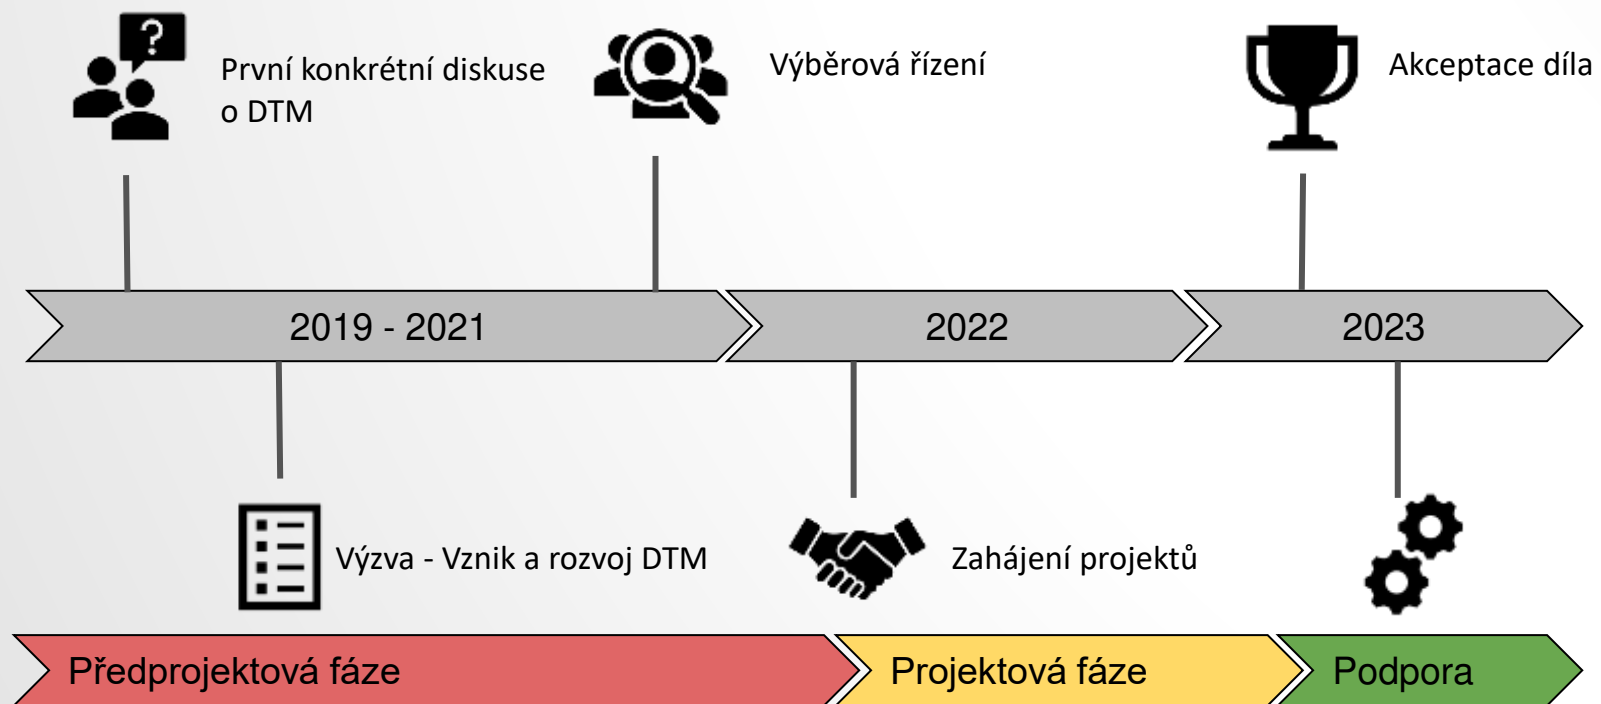 ?
První konkrétní diskuse
o DTM
Výběrová řízení
Akceptace díla
2019 - 2021
2022
2023
Výzva - Vznik a rozvoj DTM
Zahájení projektů
Předprojektová fáze
Projektová fáze
Podpora